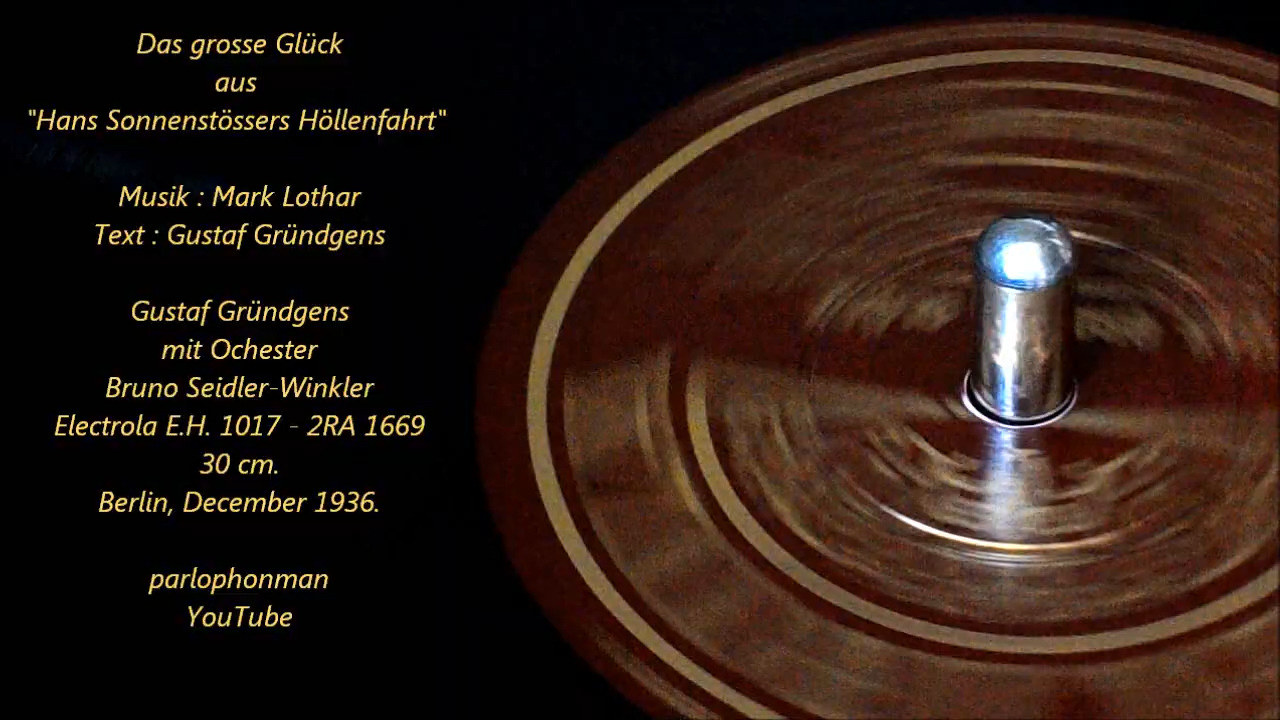 Das grosse Glück
aus
"Hans Sonnenstössers Höllenfahrt"
Musik : Mark Lothar
Text : Gustaf Gründgens
Gustaf Gründgens
mit Ochester
Bruno Seidler-Winkler
Electrola E.H. 1017 - 2RA 1669
30 cm.
Berlin, December 1936.
parlophonman
YouTube